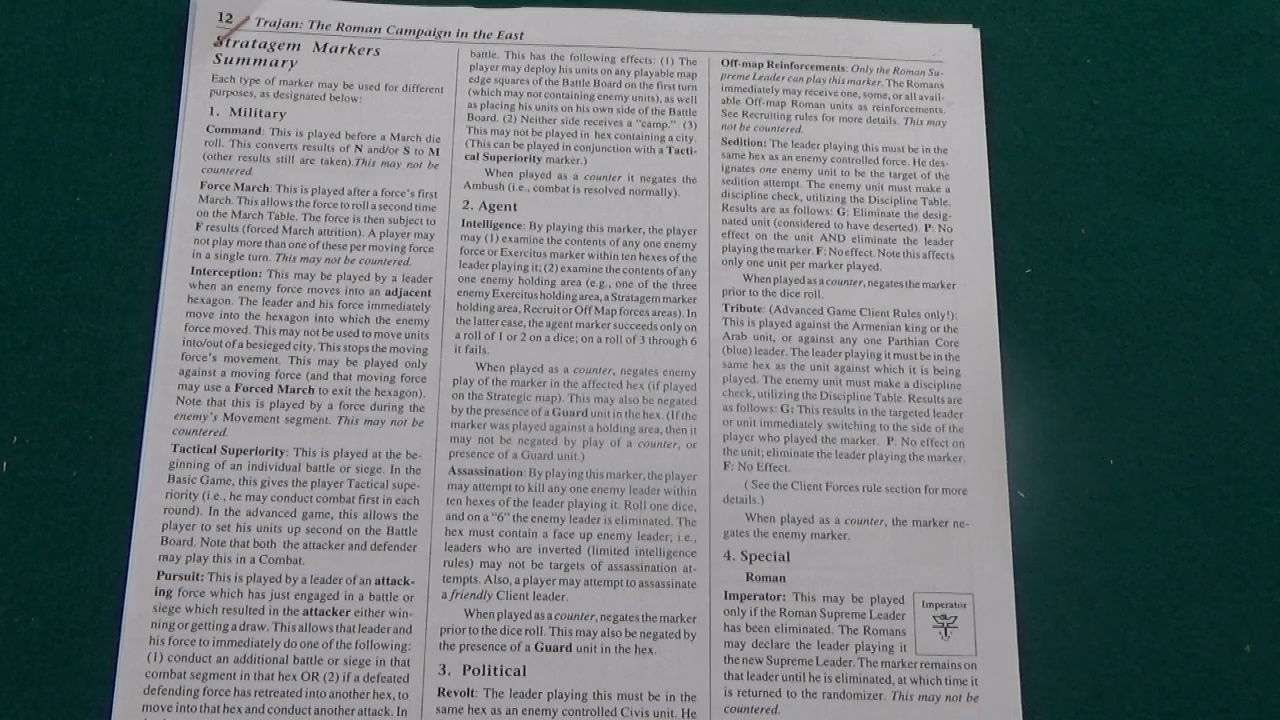 12 Trajan: The Roman Campaign in the East
Stratagem Markers
Summary
Each type of marker may be used for different
purposes, as designated below:
1. Military
Command: This is played before a March die
roll. This converts results of N and/or S to M
(other results still are taken).This may not be
countered.
Force March: This is played after a force's first
March. This allows the force to roll a second time
on the March Table. The force is then subject to
F results (forced March attrition). A player may
not play more than one of these per moving force
in a single turn. This may not be countered.
Interception: This may be played by a leader
when an enemy force moves into an adjacent
hexagon. The leader and his force immediately
move into the hexagon into which the enemy
force moved. This may not be used to move units
into/out of a besieged city. This stops the moving
force's movement. This may be played only
against a moving force (and that moving force
may use a Forced March to exit the hexagon).
Note that this is played by a force during the
enemy's Movement segment. This may not be
countered.
Tactical Superiority: This is played at the be-
ginning of an individual battle or siege. In the
Basic Game, this gives the player Tactical supe-
riority (i.e., he may conduct combat first in each
round). In the advanced game, this allows the
player to set his units up second on the Battle
Board. Note that both the attacker and defender
may play this in a Combat.
Pursuit: This is played by a leader of an attack-
ing force which has just engaged in a battle or
siege which resulted in the attacker either win-
ning or getting a draw. This allows that leader and
his force to immediately do one of the following:
(1) conduct an additional battle or siege in that
combat segment in that hex OR (2) if a defeated
defending force has retreated into another hex, to
move into that hex and conduct another attack. In
battle. This has the following effects: (1) The
player may deploy his units on any playable map
edge squares of the Battle Board on the first turn
(which may not containing enemy units), as well
as placing his units on his own side of the Battle
Board. (2) Neither side receives a "camp." (3)
This may not be played in hex containing a city.
(This can be played in conjunction with a Tacti-
cal Superiority marker.)
When played as a counter it negates the
Ambush (i.e., combat is resolved normally).
2. Agent
Intelligence: By playing this marker, the player
may (1) examine the contents of any one enemy
force or Exercitus marker within ten hexes of the
leader playing it; (2) examine the contents of any
one enemy holding area (e.g., one of the three
enemy Exercitus holding area, a Stratagem marker
holding area, Recruit or Off Map forces areas). In
the latter case, the agent marker succeeds only on
a roll of 1 or 2 on a dice; on a roll of 3 through 6
it fails.
When played as a counter, negates enemy
play of the marker in the affected hex (if played
on the Strategic map). This may also be negated
by the presence of a Guard unit in the hex. (If the
marker was played against a holding area, then it
may not be negated by play of a counter, or
presence of a Guard unit.)
Assassination: By playing this marker, the player
may attempt to kill any one enemy leader within
ten hexes of the leader playing it. Roll one dice,
and on a "6" the enemy leader is eliminated. The
hex must contain a face up enemy leader; i.e.,
leaders who are inverted (limited intelligence
rules) may not be targets of assassination at-
tempts. Also, a player may attempt to assassinate
a friendly Client leader.
When played as a counter, negates the marker
prior to the dice roll. This may also be negated by
the presence of a Guard unit in the hex.
3. Political
Revolt: The leader playing this must be in the
same hex as an enemy controlled Civis unit. He
Off-map Reinforcements: Only the Roman Su-
preme Leader can play this marker. The Romans
immediately may receive one, some, or all avail-
able Off-map Roman units as reinforcements.
See Recruiting rules for more details. This may
not be countered.
Sedition: The leader playing this must be in the
same hex as an enemy controlled force. He des-
ignates one enemy unit to be the target of the
sedition attempt. The enemy unit must make a
discipline check, utilizing the Discipline Table.
Results are as follows: G: Eliminate the desig-
nated unit (considered to have deserted). P: No
effect on the unit AND eliminate the leader
playing the marker. F: No effect. Note this affects
only one unit per marker played.
When played as a counter, negates the marker
prior to the dice roll.
Tribute: (Advanced Game Client Rules only!):
This is played against the Armenian king or the
Arab unit, or against any one Parthian Core
(blue) leader. The leader playing it must be in the
same hex as the unit against which it is being
played. The enemy unit must make a discipline
check, utilizing the Discipline Table. Results are
as follows: G: This results in the targeted leader
or unit immediately switching to the side of the
player who played the marker. P: No effect on
the unit; eliminate the leader playing the marker.
F: No Effect.
( See the Client Forces rule section for more
details.)
When played as a counter, the marker ne-
gates the enemy marker.
4. Special
Roman
Imperator: This may be played
only if the Roman Supreme Leader
has been eliminated. The Romans
may declare the leader playing it
the new Supreme Leader. The marker remains on
that leader until he is eliminated, at which time it
is returned to the randomizer. This may not be
countered.
Imperator